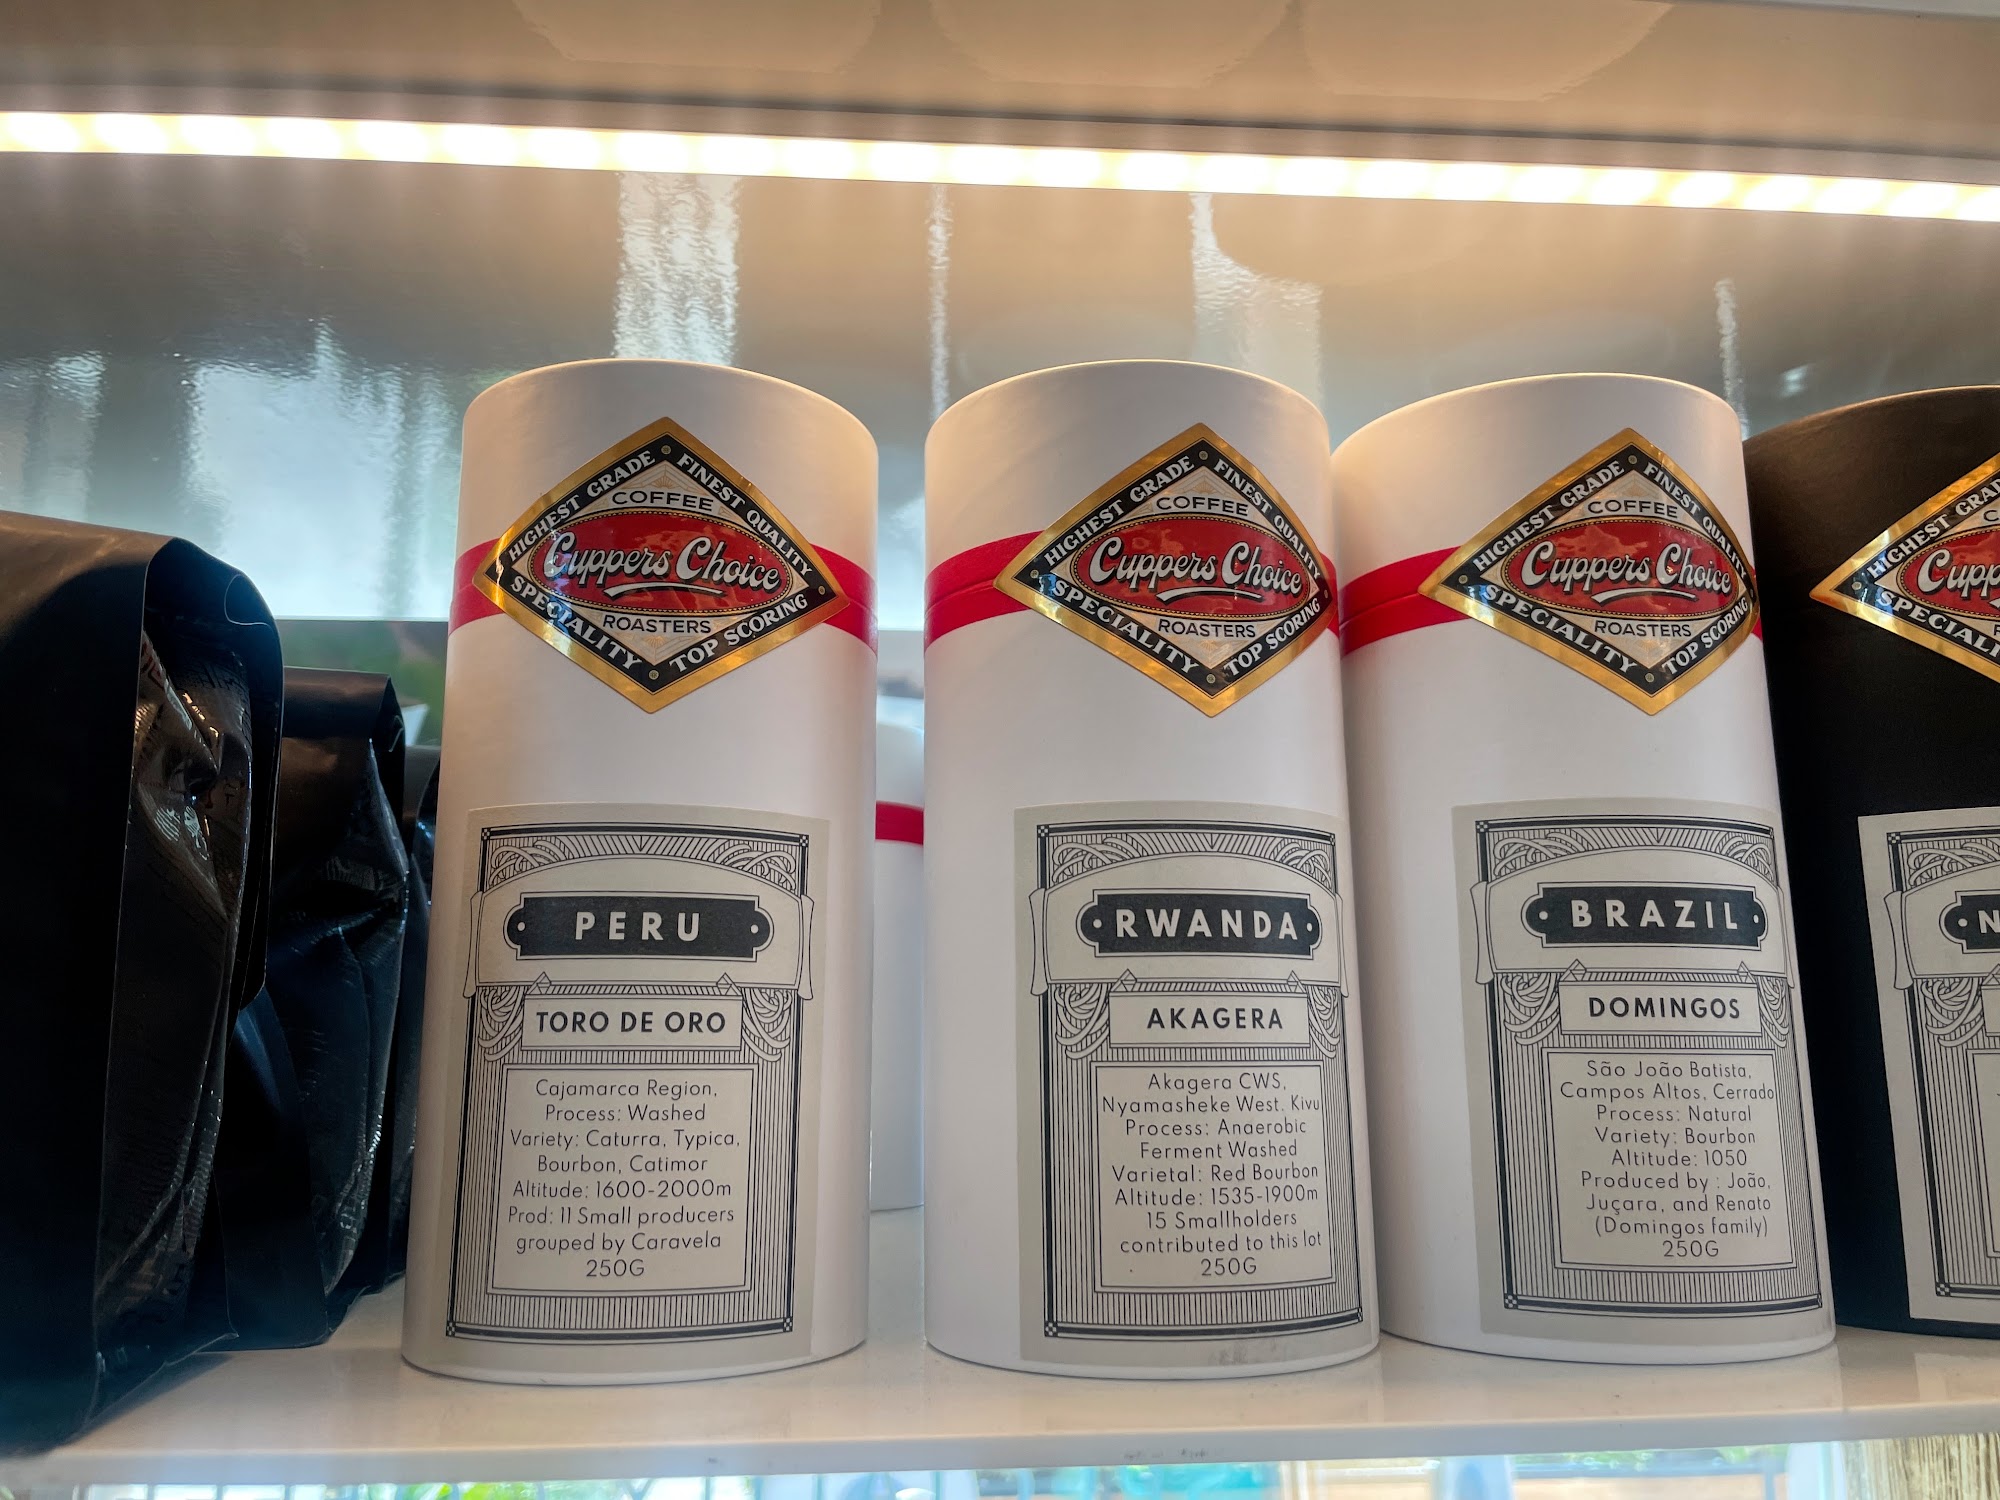 HIGHEST GRADE
FINEST QUALITY
COFFEE
Cuppers Choice
ROASTERS
SPECIALITY
TOP SCORING
PERU
TORO DE ORO
Cajamarca Region,
Process: Washed
Variety: Caturra, Typica,
Bourbon, Catimor
Altitude: 1600-2000m
Prod: 11 Small producers
grouped by Caravela
250G
HIGHEST GRADE
FINEST QUALITY
COFFEE
Cuppers Choice
ROASTERS
SPECIALITY
TOP SCORING
RWANDA
AKAGERA
Akagera CWS,
Nyamasheke West. Kivu
Process: Anaerobic
Ferment Washed
Varietal: Red Bourbon
Altitude: 1535-1900m
15 Smallholders
contributed to this lot
250G
HIGHEST GRADE
FINEST QUALITY
COFFEE
Cuppers Choice
ROASTERS
SPECIALITY
TOP SCORING
BRAZIL
DOMINGOS
São João Batista,
Campos Altos, Cerrado
Process: Natural
Variety: Bourbon
Altitude: 1050
Produced by : João,
Juçara, and Renato
(Domingos family)
250G
HIGHEST